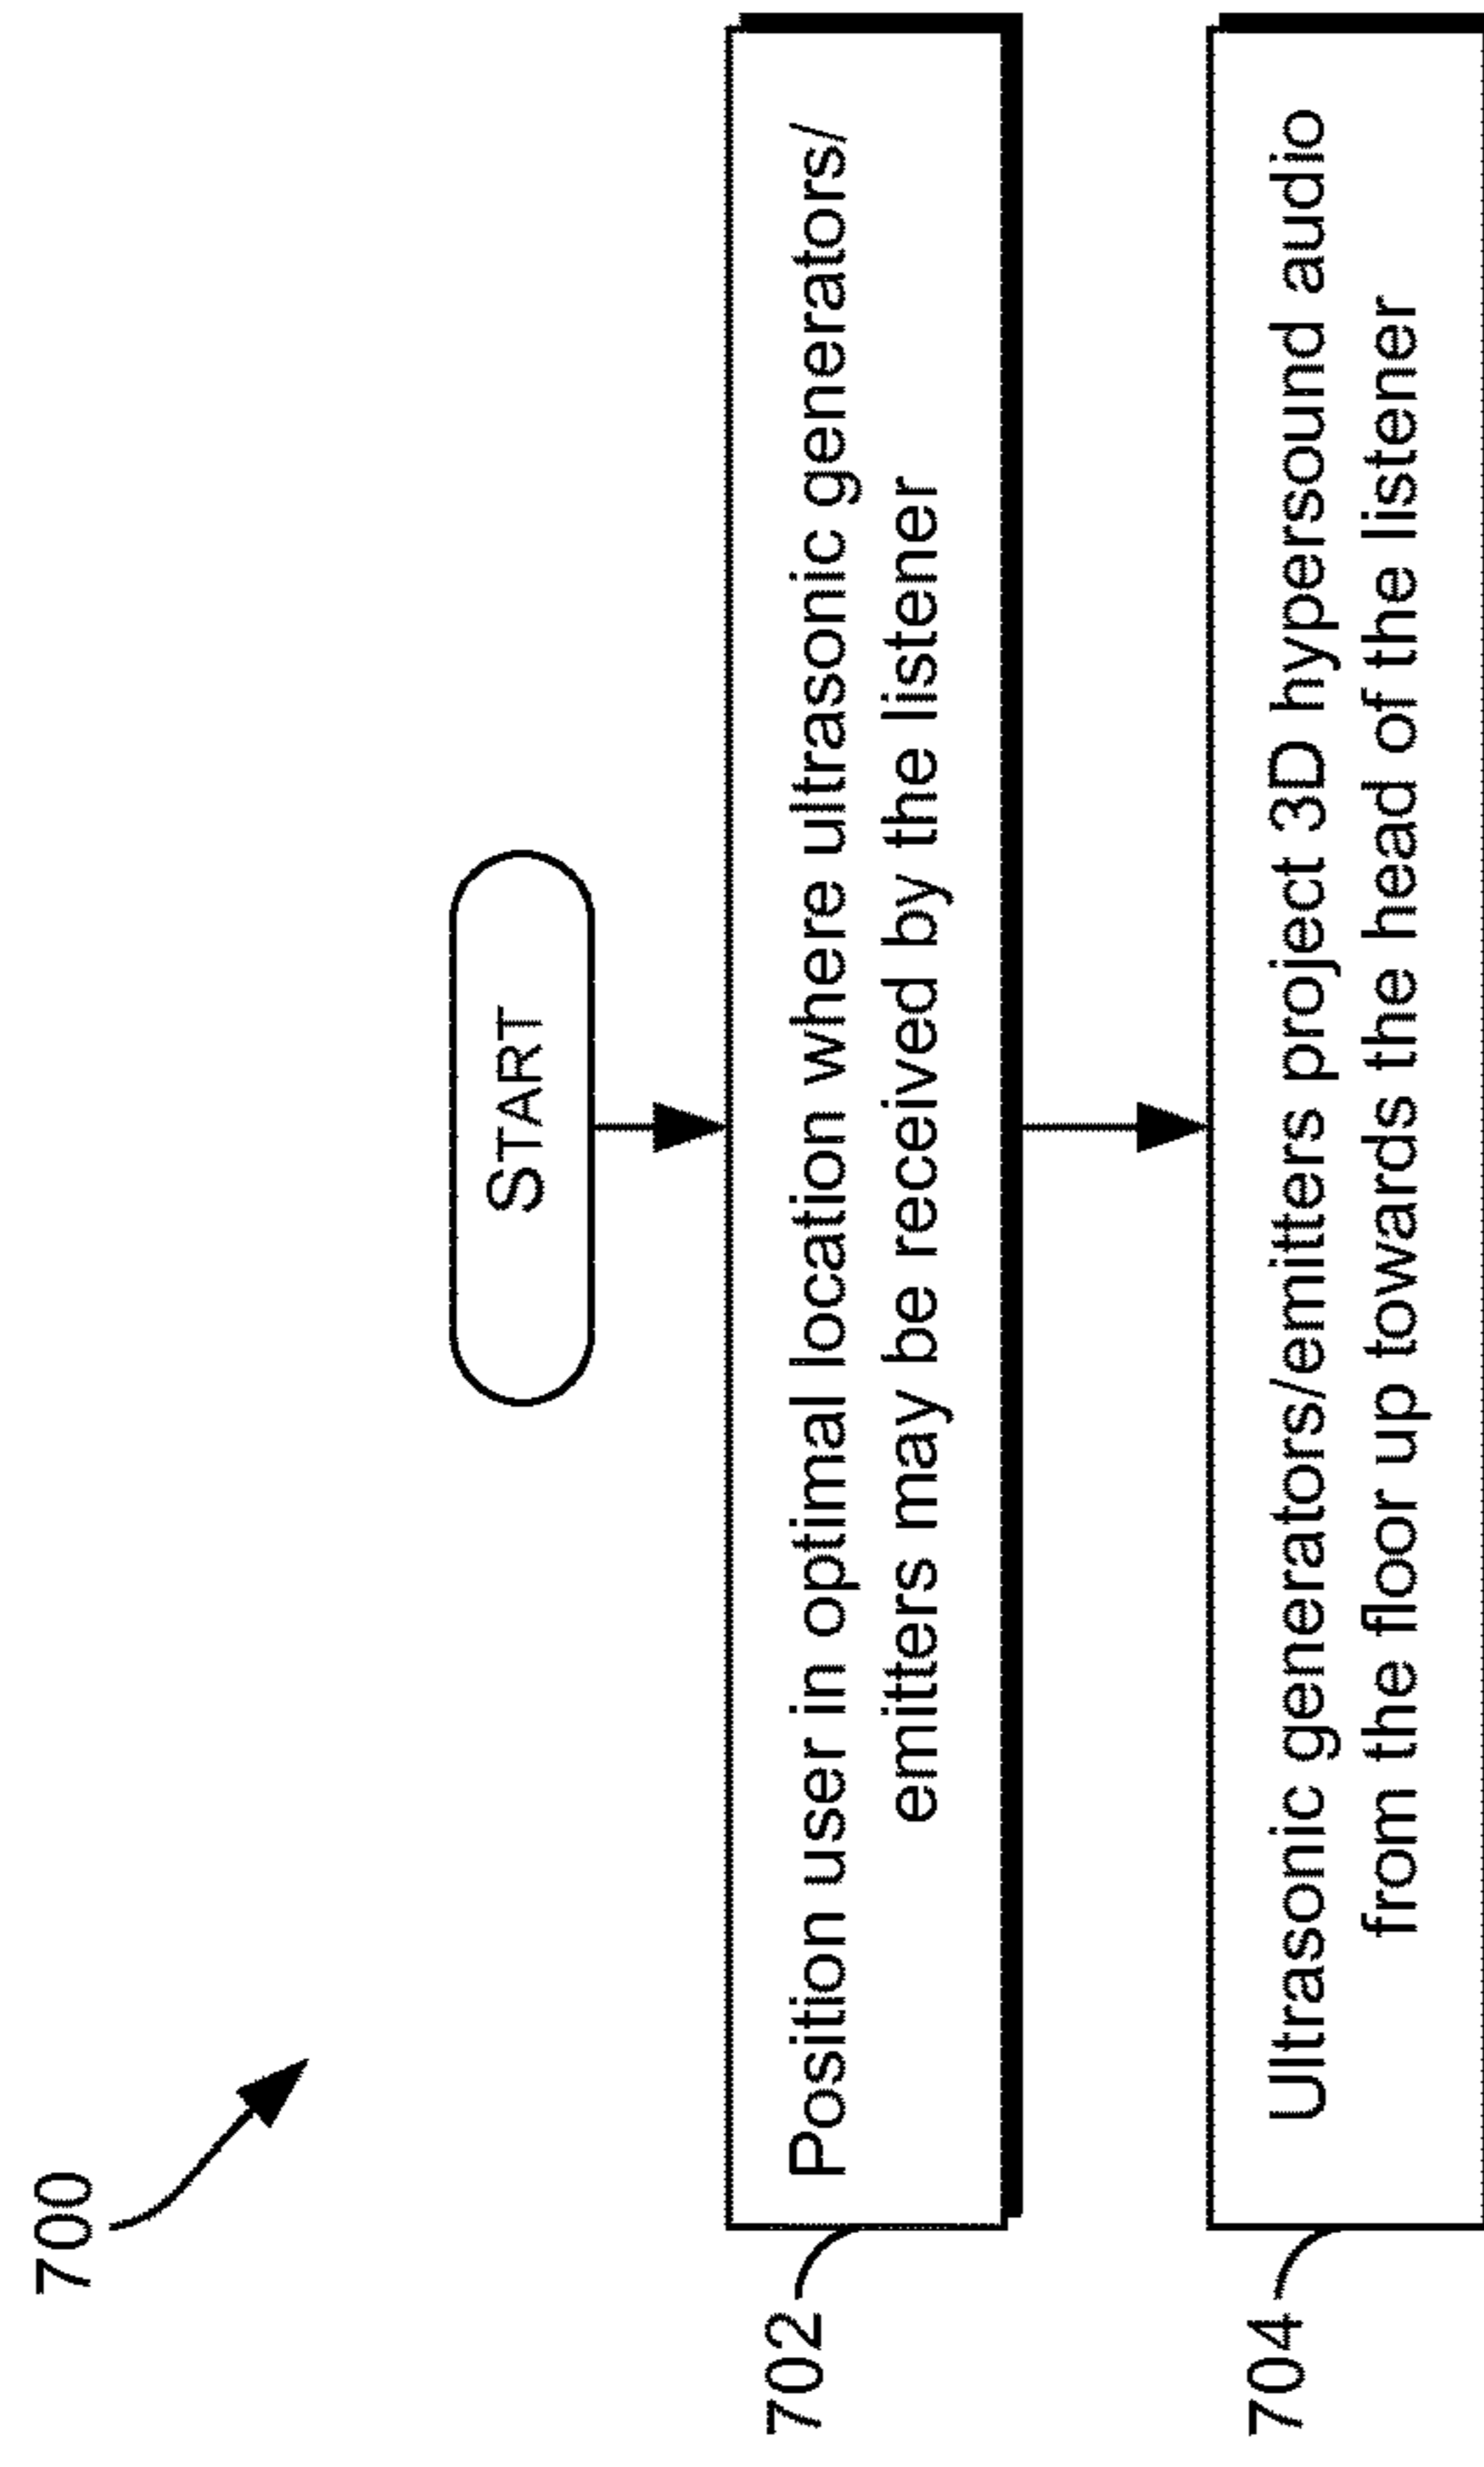 700
START
702
Position user in optimal location where ultrasonic generators/
emitters may be received by the listener
704
Ultrasonic generators/emitters project 3D hypersound audio
from the floor up towards the head of the listener